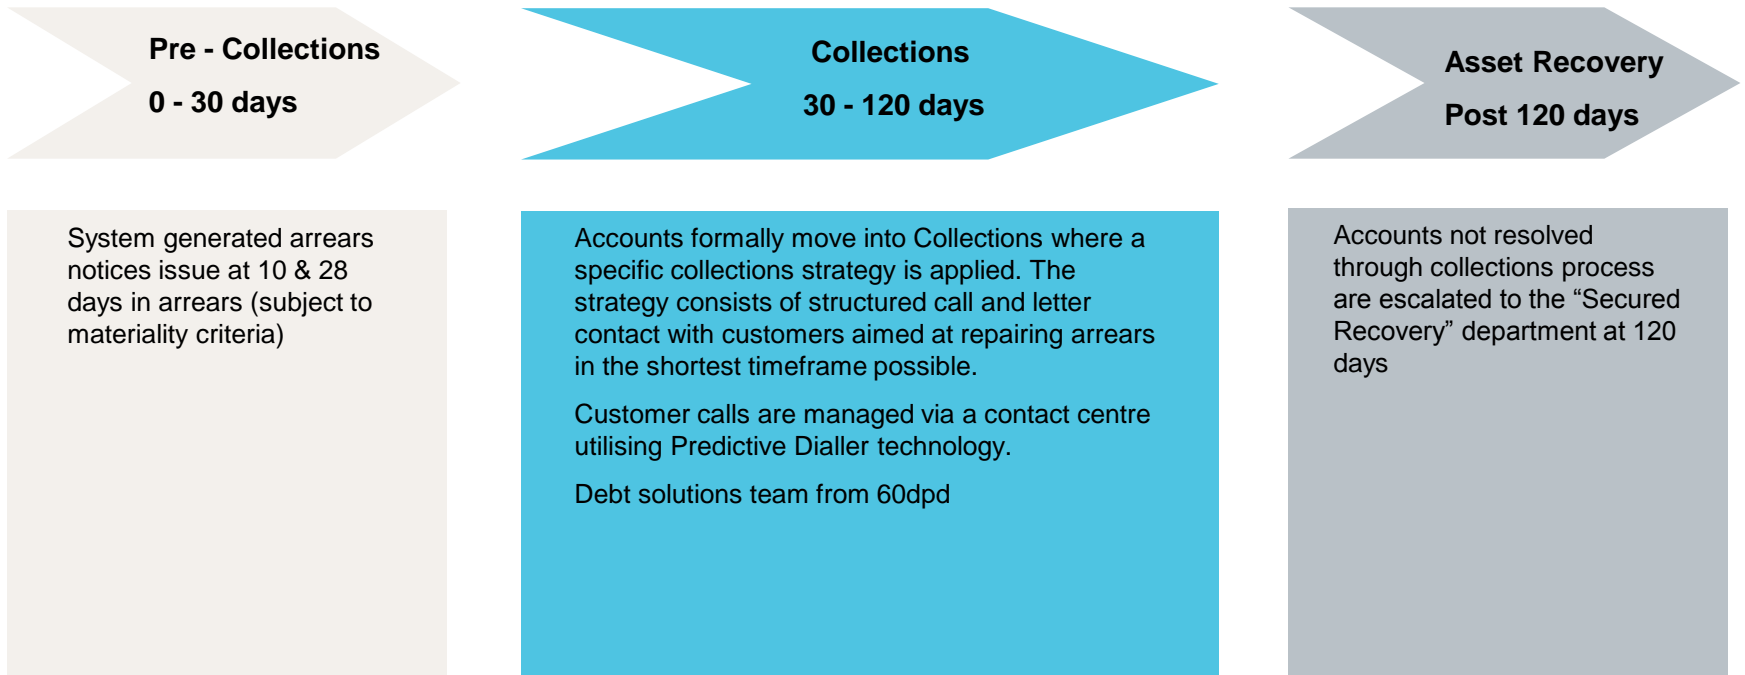 Pre - Collections
0 - 30 days
Collections
30 - 120 days
Asset Recovery
Post 120 days
System generated arrears
notices issue at 10 & 28
days in arrears (subject to
materiality criteria)
Accounts formally move into Collections where a
specific collections strategy is applied. The
strategy consists of structured call and letter
contact with customers aimed at repairing arrears
in the shortest timeframe possible.
Customer calls are managed via a contact centre
utilising Predictive Dialler technology.
Debt solutions team from 60dpd
Accounts not resolved
through collections process
are escalated to the “Secured
Recovery” department at 120
days